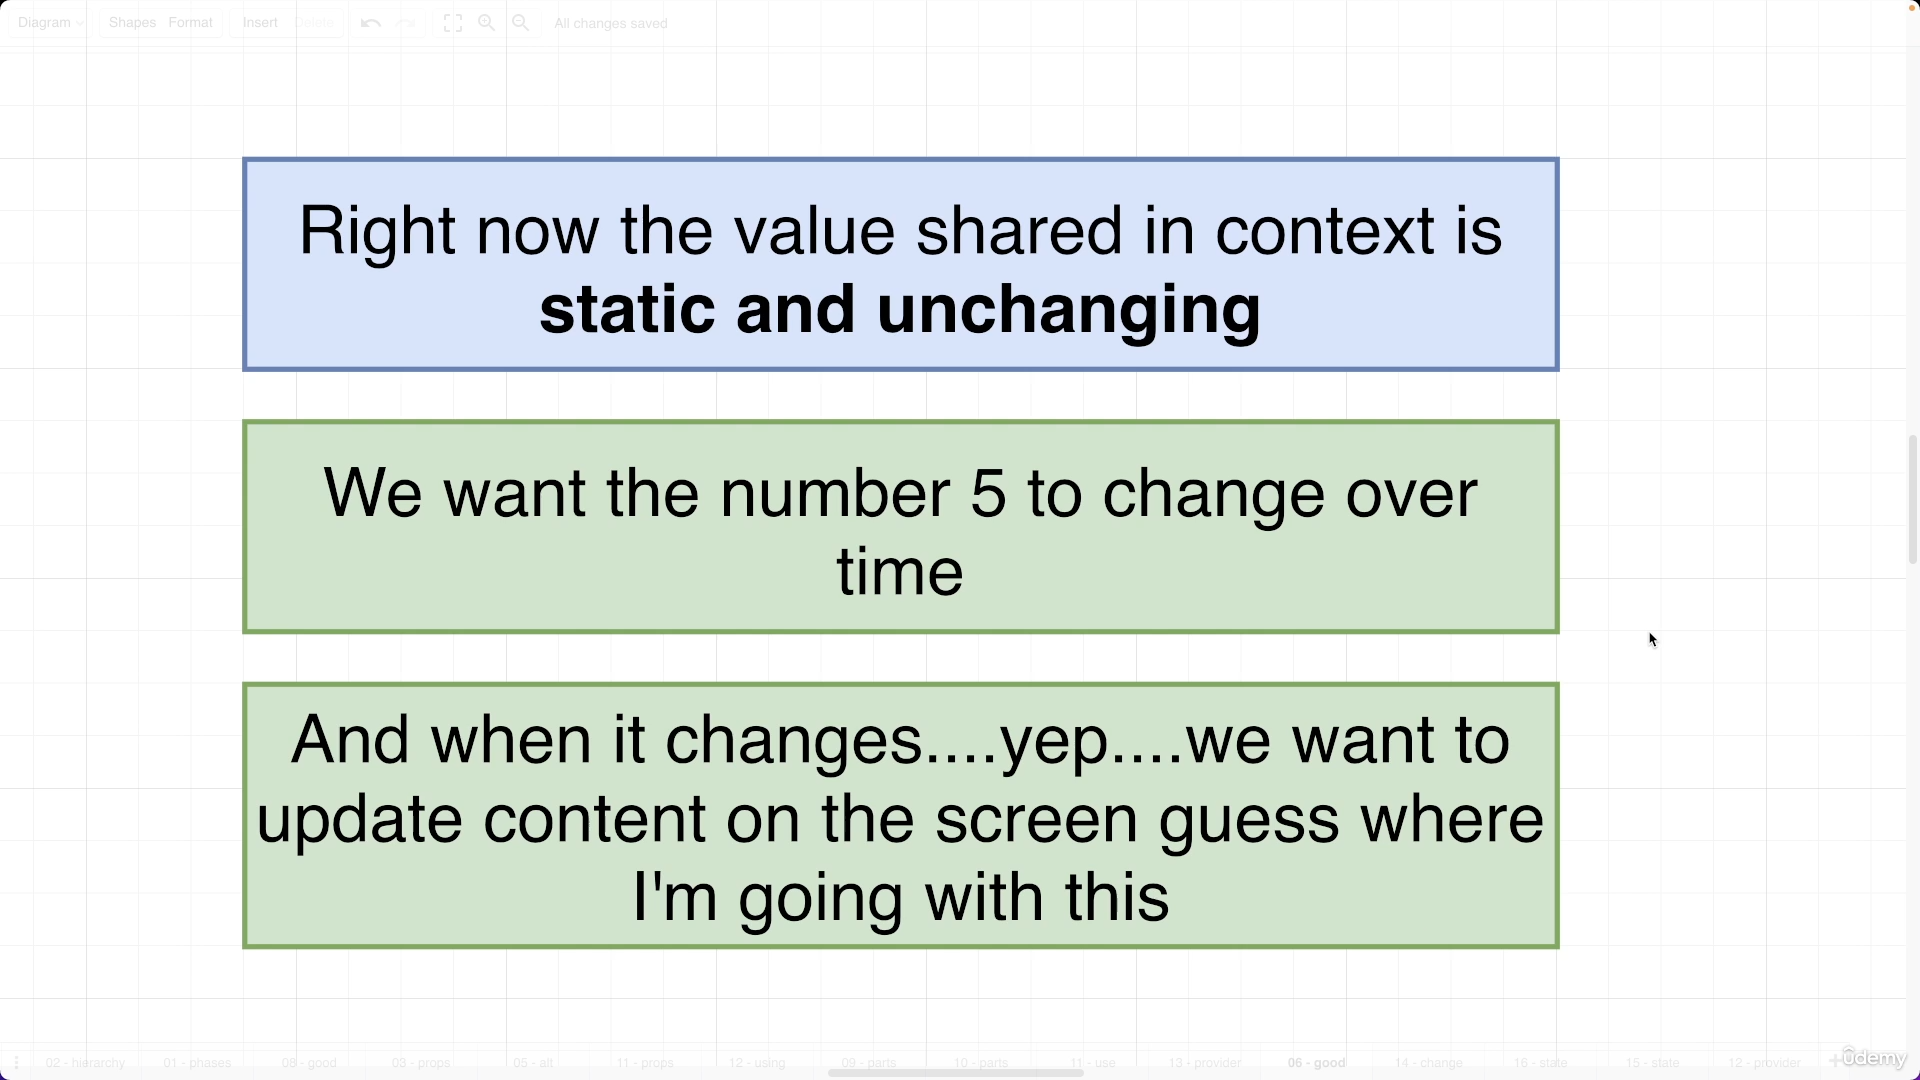 Diagram Shapes Format Insert Delete All changes saved
Right now the value shared in context is
static and unchanging
We want the number 5 to change over
time
And when it changes....yep....we want to
update content on the screen guess where
I'm going with this
02 - hierarchy 01 - phases 08 - good 03 - props 05 - alt 11 - props 12 - using 09 - parts 10 - parts 11 - use 13 - provider 06 - good 14 - change 16 - state 15 - state 12 - provider
ûdemy